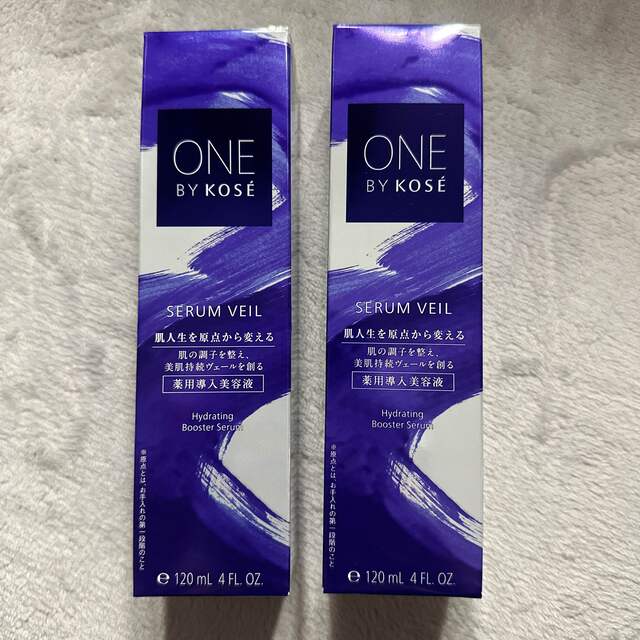 ONE
BY KOSÉ
SERUM VEIL
肌人生を原点から変える
肌の調子を整え、
美肌持続ヴェールを創る
薬用導入美容液
Hydrating
Booster Serum
※原点とは、お手入れの第一段階のこと
℮ 120 mL 4 FL. OZ.
ONE
BY KOSÉ
SERUM VEIL
肌人生を原点から変える
肌の調子を整え、
美肌持続ヴェールを創る
薬用導入美容液
Hydrating
Booster Serum
※原点とは、お手入れの第一段階のこと
℮ 120 mL 4 FL. OZ.